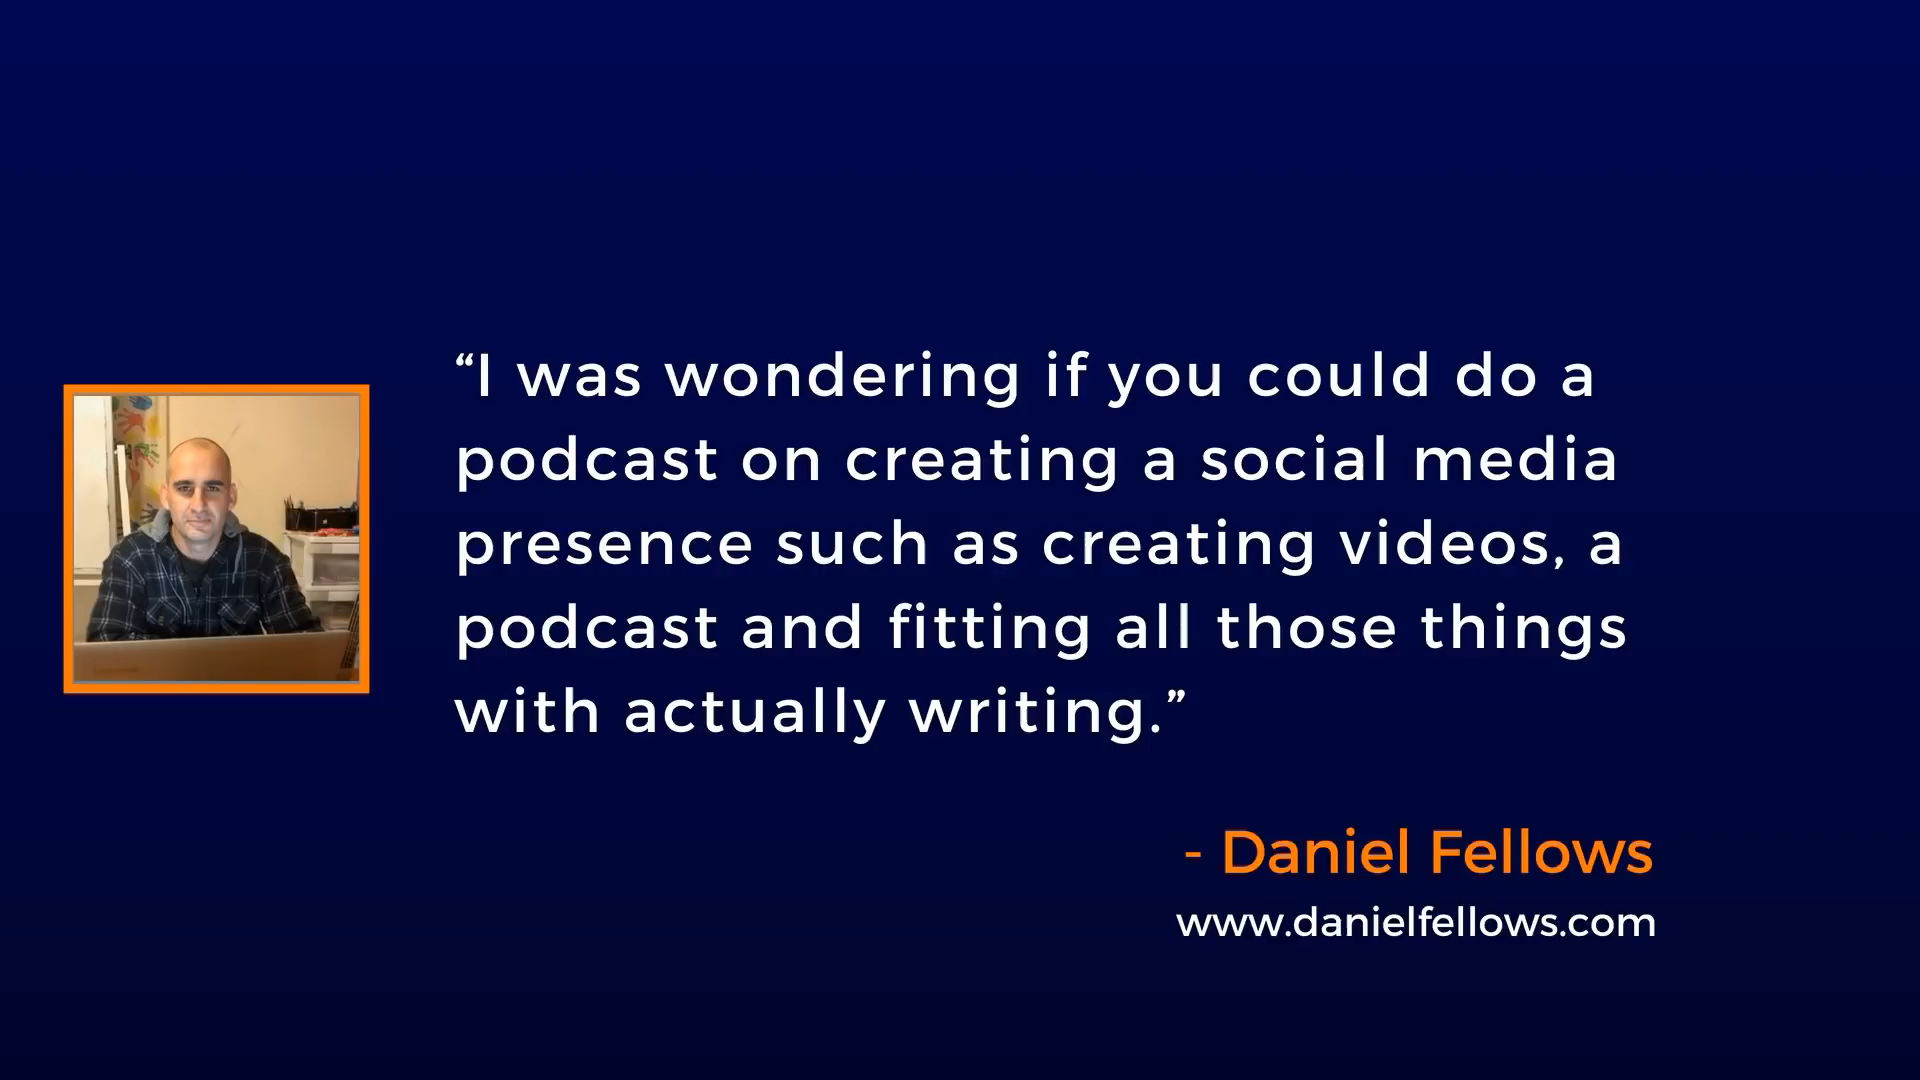 “I was wondering if you could do a
podcast on creating a social media
presence such as creating videos, a
podcast and fitting all those things
with actually writing.”
- Daniel Fellows
www.danielfellows.com